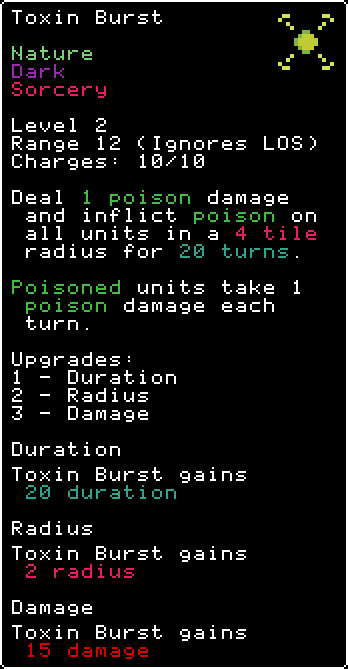 Toxin Burst
Nature
Dark
Sorcery
Level 2
Range 12 (Ignores LOS)
Charges: 10/10
Deal 1 poison damage
and inflict poison on
all units in a 4 tile
radius for 20 turns.
Poisoned units take 1
poison damage each
turn.
Upgrades:
1 - Duration
2 - Radius
3 - Damage
Duration
Toxin Burst gains
20 duration
Radius
Toxin Burst gains
2 radius
Damage
Toxin Burst gains
15 damage